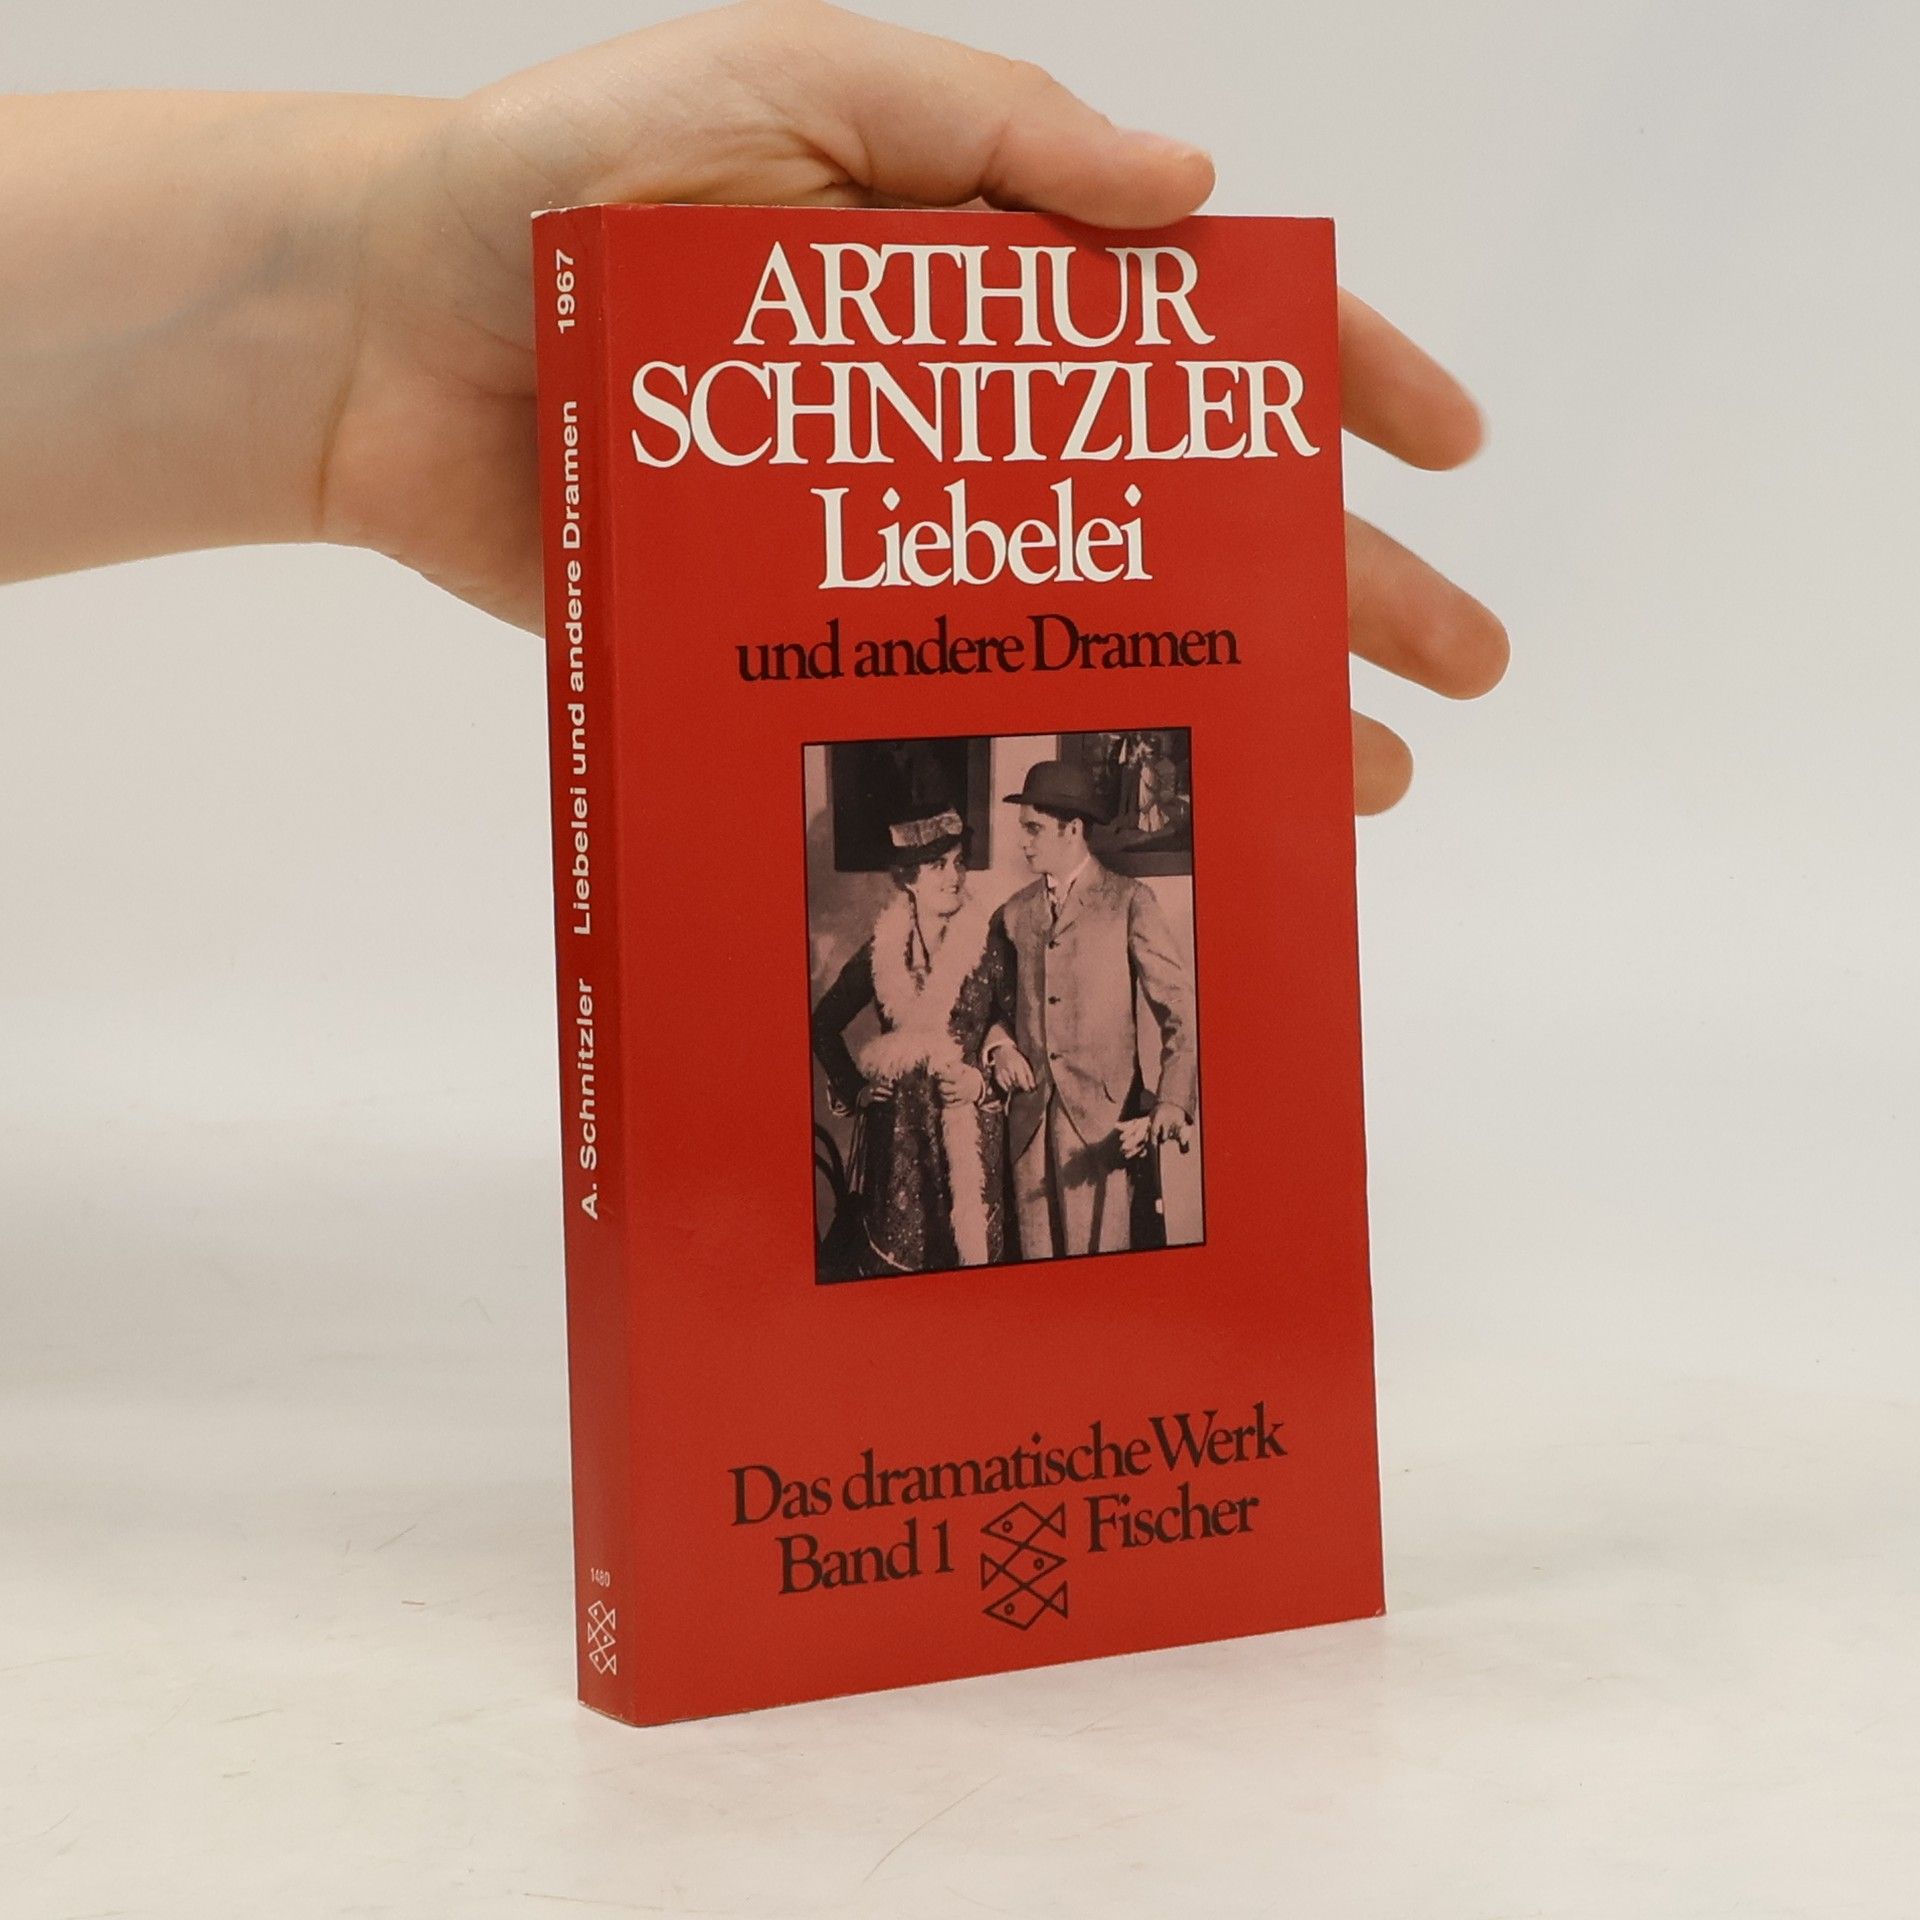 ARTHUR
SCHNITZLER
Liebelei
und andere Dramen
Das dramatische Werk
Band 1 Fischer
A. Schnitzler Liebelei und andere Dramen 1967
1480